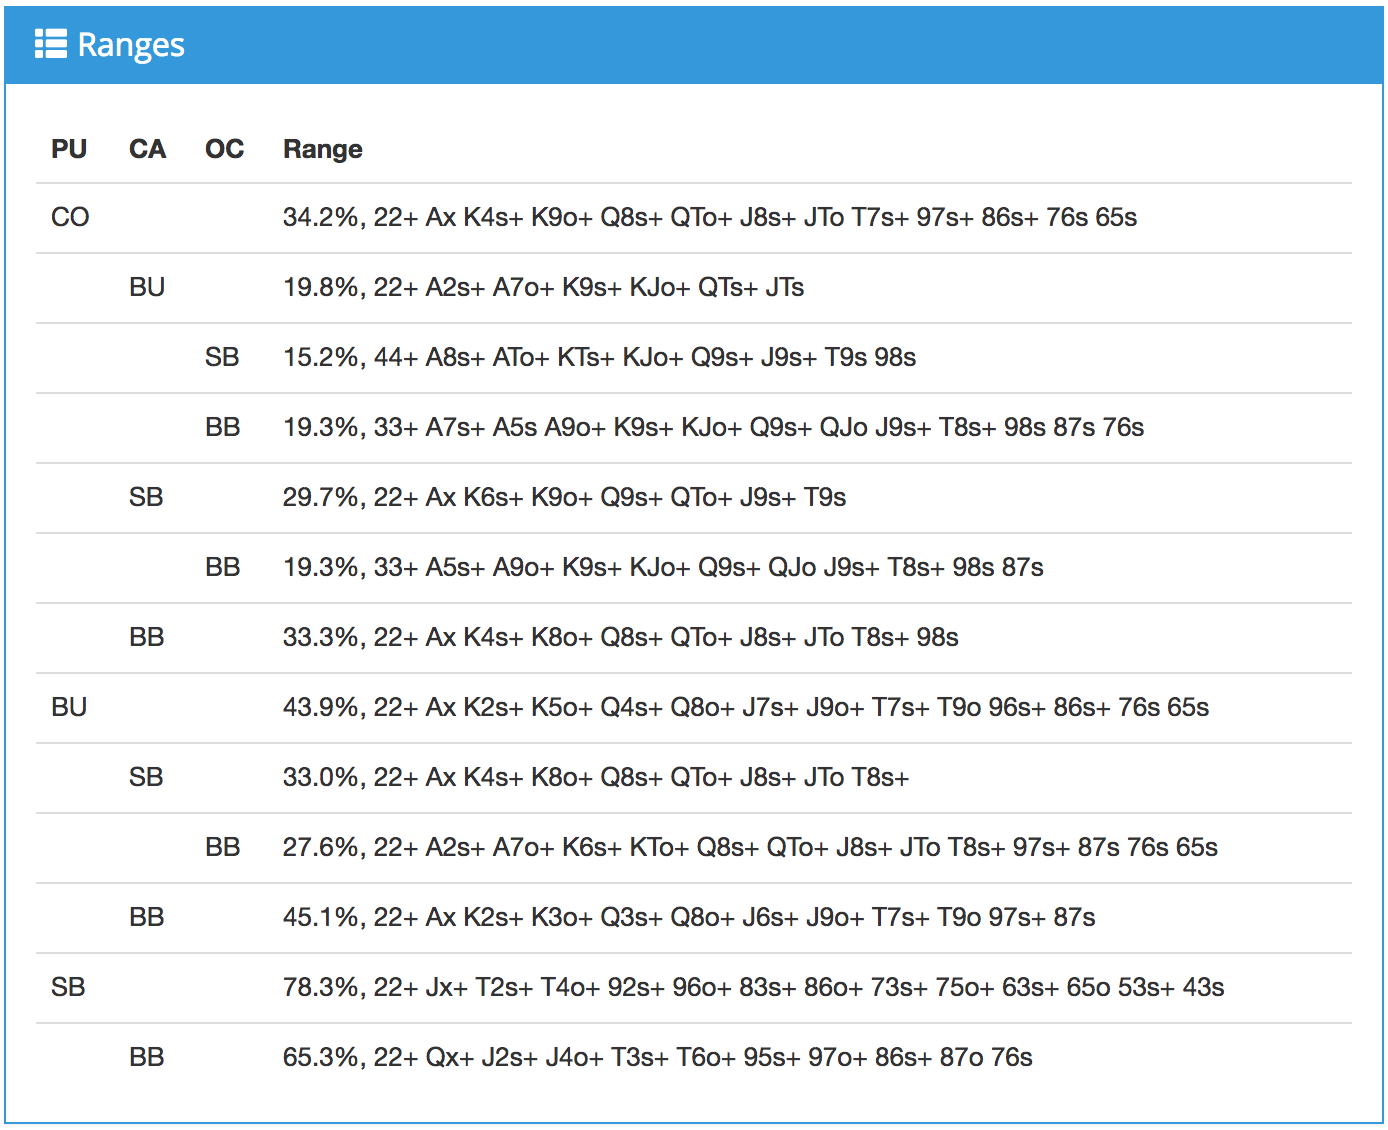 Ranges
PU CA OC Range
CO 34.2%, 22+ Ax K4s+ K9o+ Q8s+ QTo+ J8s+ JTo T7s+ 97s+ 86s+ 76s 65s
BU 19.8%, 22+ A2s+ A7o+ K9s+ KJo+ QTs+ JTs
SB 15.2%, 44+ A8s+ ATo+ KTs+ KJo+ Q9s+ J9s+ T9s 98s
BB 19.3%, 33+ A7s+ A5s A9o+ K9s+ KJo+ Q9s+ QJo J9s+ T8s+ 98s 87s 76s
SB 29.7%, 22+ Ax K6s+ K9o+ Q9s+ QTo+ J9s+ T9s
BB 19.3%, 33+ A5s+ A9o+ K9s+ KJo+ Q9s+ QJo J9s+ T8s+ 98s 87s
BB 33.3%, 22+ Ax K4s+ K8o+ Q8s+ QTo+ J8s+ JTo T8s+ 98s
BU 43.9%, 22+ Ax K2s+ K5o+ Q4s+ Q8o+ J7s+ J9o+ T7s+ T9o 96s+ 86s+ 76s 65s
SB 33.0%, 22+ Ax K4s+ K8o+ Q8s+ QTo+ J8s+ JTo T8s+
BB 27.6%, 22+ A2s+ A7o+ K6s+ KTo+ Q8s+ QTo+ J8s+ JTo T8s+ 97s+ 87s 76s 65s
BB 45.1%, 22+ Ax K2s+ K3o+ Q3s+ Q8o+ J6s+ J9o+ T7s+ T9o 97s+ 87s
SB 78.3%, 22+ Jx+ T2s+ T4o+ 92s+ 96o+ 83s+ 86o+ 73s+ 75o+ 63s+ 65o 53s+ 43s
BB 65.3%, 22+ Qx+ J2s+ J4o+ T3s+ T6o+ 95s+ 97o+ 86s+ 87o 76s